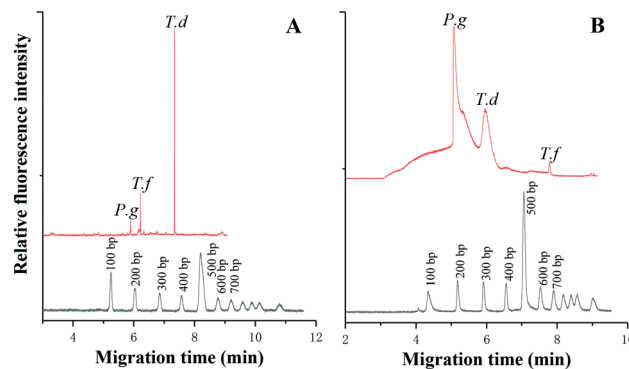 Relative fluorescence intensity
A
T.d
T.f
P.g
100 bp
200 bp
300 bp
400 bp
500 bp
600 bp
700 bp
4 6 8 10 12
Migration time (min)
B
P.g
T.d
T.f
100 bp
200 bp
300 bp
400 bp
500 bp
600 bp
700 bp
2 4 6 8 10
Migration time (min)